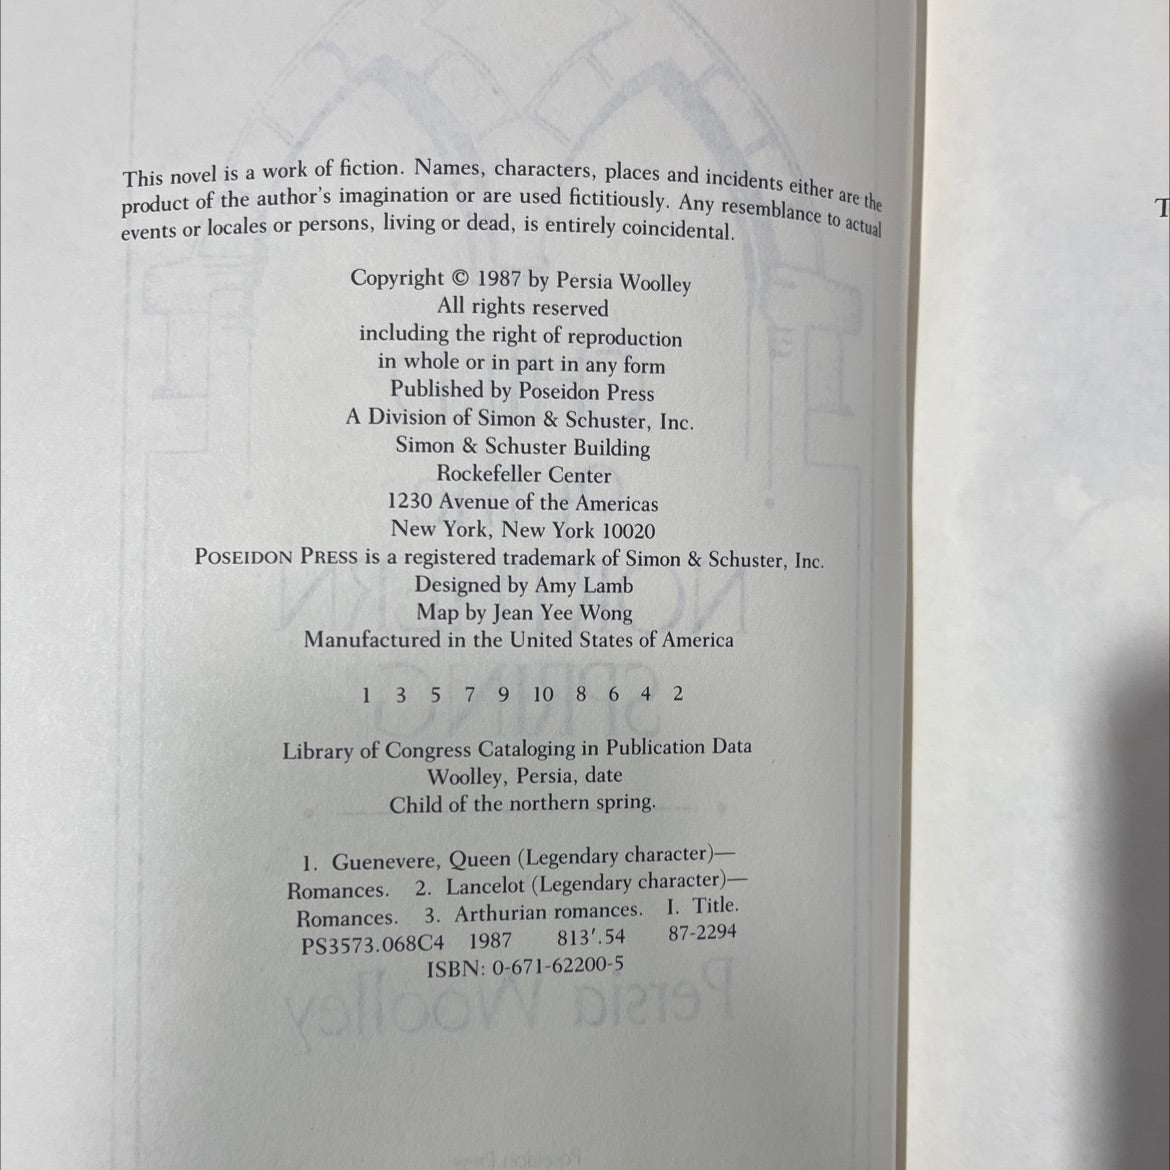 This novel is a work of fiction. Names, characters, places and incidents either are the
product of the author's imagination or are used fictitiously. Any resemblance to actual
events or locales or persons, living or dead, is entirely coincidental.
Copyright © 1987 by Persia Woolley
All rights reserved
including the right of reproduction
in whole or in part in any form
Published by Poseidon Press
A Division of Simon & Schuster, Inc.
Simon & Schuster Building
Rockefeller Center
1230 Avenue of the Americas
New York, New York 10020
POSEIDON PRESS is a registered trademark of Simon & Schuster, Inc.
Designed by Amy Lamb
Map by Jean Yee Wong
Manufactured in the United States of America
1 3 5 7 9 10 8 6 4 2
Library of Congress Cataloging in Publication Data
Woolley, Persia, date
Child of the northern spring.
1. Guenevere, Queen (Legendary character)—
Romances. 2. Lancelot (Legendary character)—
Romances. 3. Arthurian romances. I. Title.
PS3573.O68C4 1987 813'.54 87-2294
ISBN: 0-671-62200-5
T